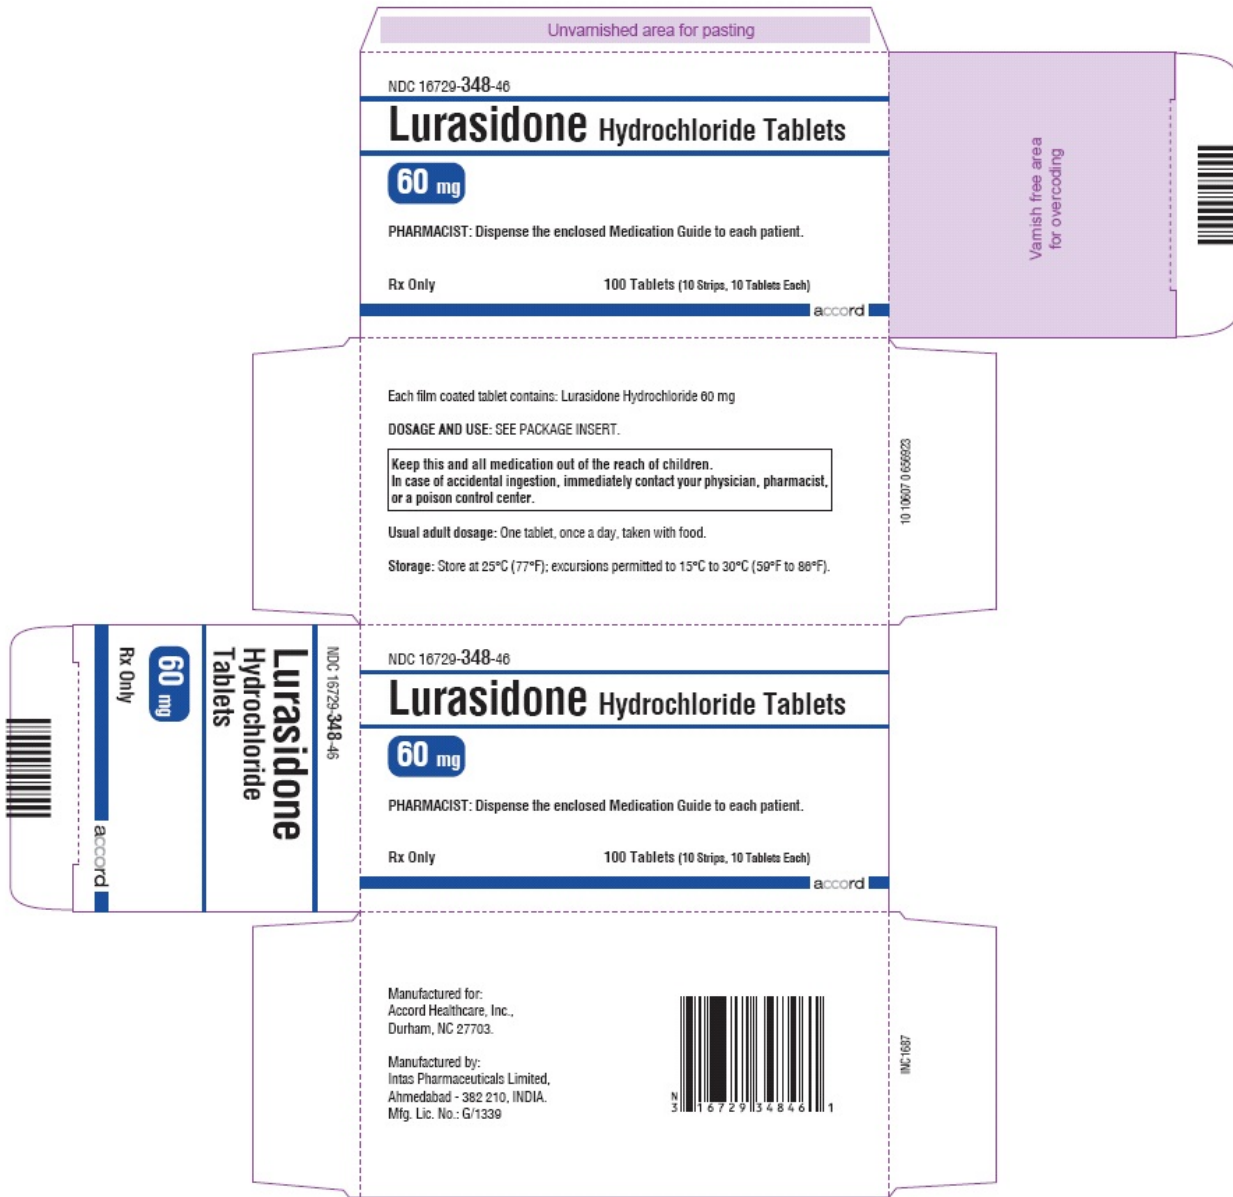 Unvarnished area for pasting
NDC 16729-348-46
Lurasidone Hydrochloride Tablets
60 mg
PHARMACIST: Dispense the enclosed Medication Guide to each patient.
Rx Only 100 Tablets (10 Strips, 10 Tablets Each)
accord
Varnish free area
for overcoding
Each film coated tablet contains: Lurasidone Hydrochloride 60 mg
DOSAGE AND USE: SEE PACKAGE INSERT.
Keep this and all medication out of the reach of children.
In case of accidental ingestion, immediately contact your physician, pharmacist,
or a poison control center.
Usual adult dosage: One tablet, once a day, taken with food.
Storage: Store at 25°C (77°F); excursions permitted to 15°C to 30°C (59°F to 86°F).
10 10607 0 656923
NDC 16729-348-46
Lurasidone
Hydrochloride
Tablets
60 mg
Rx Only
accord
NDC 16729-348-46
Lurasidone Hydrochloride Tablets
60 mg
PHARMACIST: Dispense the enclosed Medication Guide to each patient.
Rx Only 100 Tablets (10 Strips, 10 Tablets Each)
accord
Manufactured for:
Accord Healthcare, Inc.,
Durham, NC 27703.
Manufactured by:
Intas Pharmaceuticals Limited,
Ahmedabad - 382 210, INDIA.
Mfg. Lic. No.: G/1339
N
3 16729 34846 1
INC1687